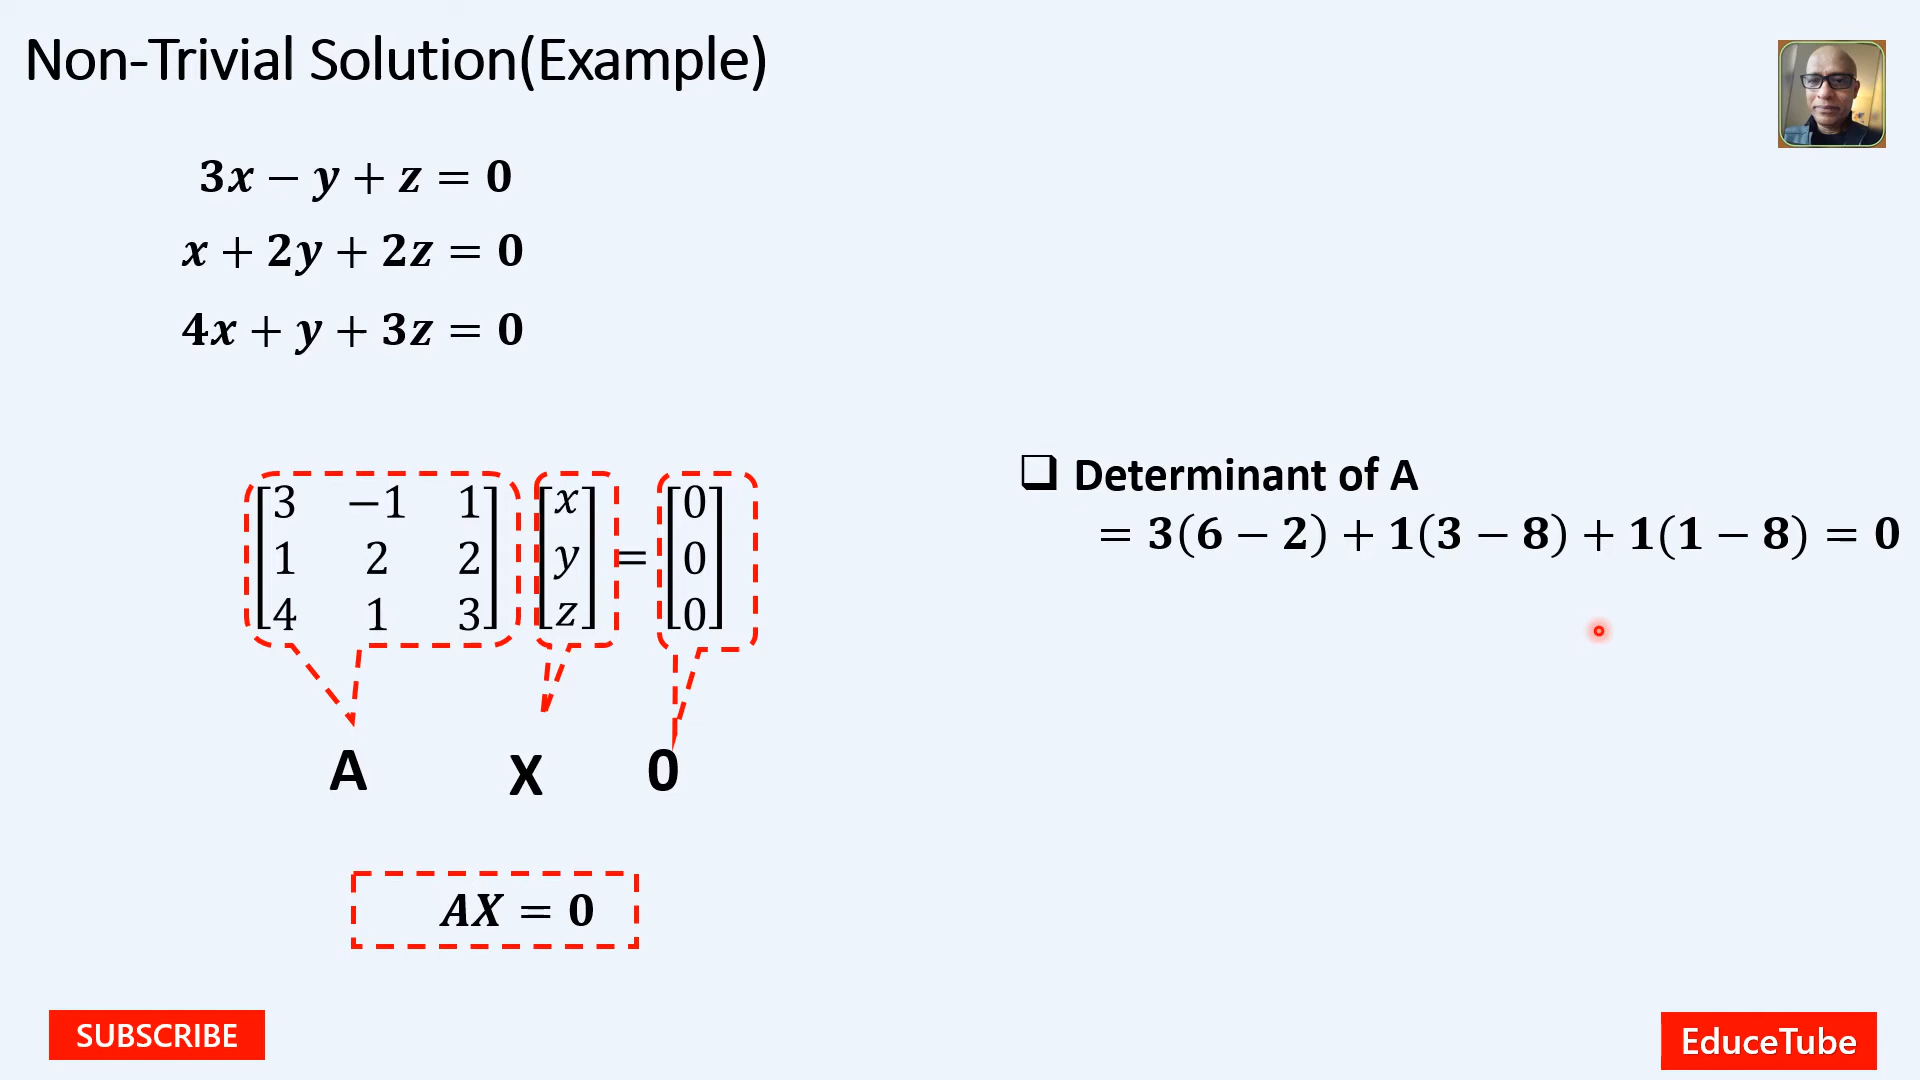 Non-Trivial Solution(Example)
3x − y + z = 0
x + 2y + 2z = 0
4x + y + 3z = 0
[3 −1 1] [x] [0]
[1 2 2] [y] = [0]
[4 1 3] [z] [0]
A X 0
AX = 0
❑ Determinant of A
= 3(6 − 2) + 1(3 − 8) + 1(1 − 8) = 0
SUBSCRIBE
EduceTube